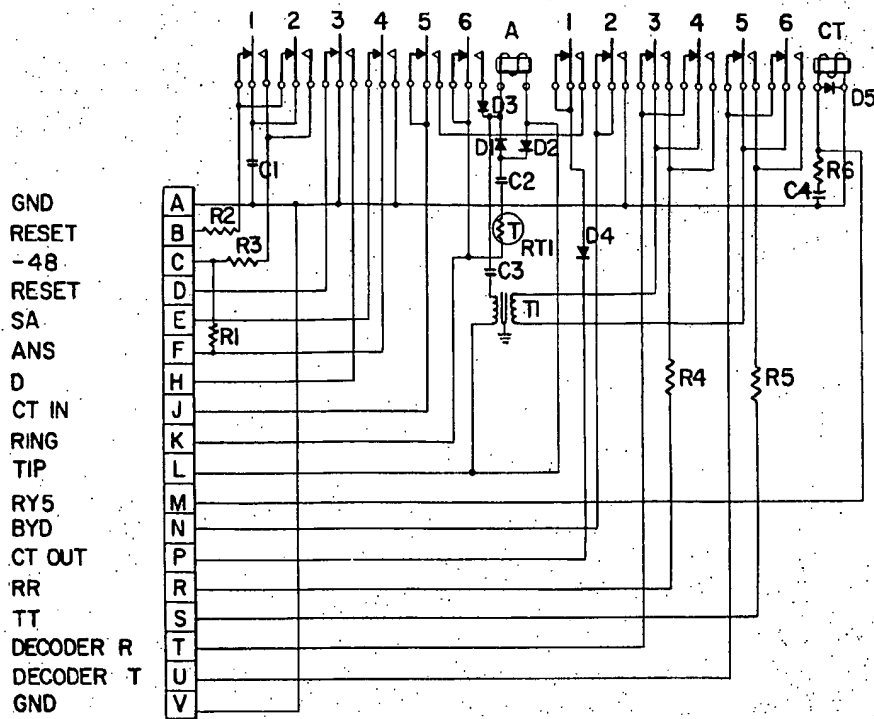 1 2 3 4 5 6 A 1 2 3 4 5 6 CT
D3
D5
D1 D2
C1
R6
C2
C4
GND A
R2
RESET B
T
D4
R3
RT1
-48 C
C3
RESET D
T1
SA E
R1
ANS F
R4 R5
D H
CT IN J
RING K
TIP L
RY5 M
BYD N
CT OUT P
RR R
TT S
DECODER R T
DECODER T U
GND V